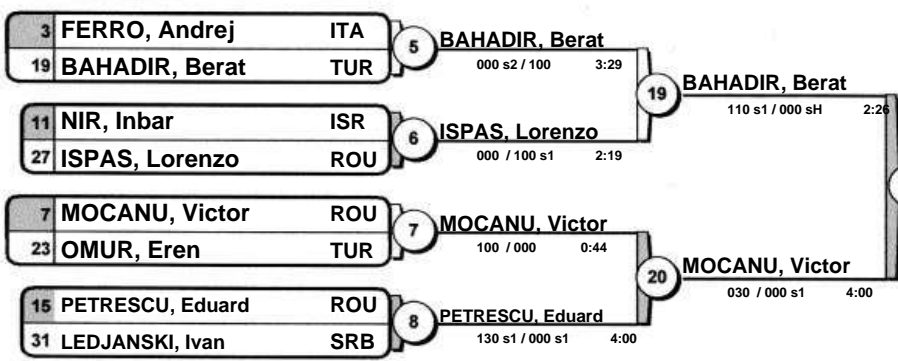 3 FERRO, Andrej ITA
19 BAHADIR, Berat TUR
5
BAHADIR, Berat
000 s2 / 100 3:29
11 NIR, Inbar ISR
27 ISPAS, Lorenzo ROU
6
ISPAS, Lorenzo
000 / 100 s1 2:19
19
BAHADIR, Berat
110 s1 / 000 sH 2:26
7 MOCANU, Victor ROU
23 OMUR, Eren TUR
7
MOCANU, Victor
100 / 000 0:44
15 PETRESCU, Eduard ROU
31 LEDJANSKI, Ivan SRB
8
PETRESCU, Eduard
130 s1 / 000 s1 4:00
20
MOCANU, Victor
030 / 000 s1 4:00